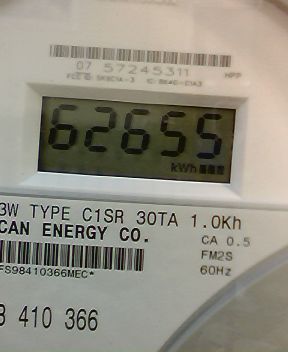 07 57245311
HPP
62655
kWh
3W TYPE C1SR 30TA 1.0Kh
CAN ENERGY CO.
CA 0.5
FM2S
60Hz
FS98410366MEC*
8 410 366